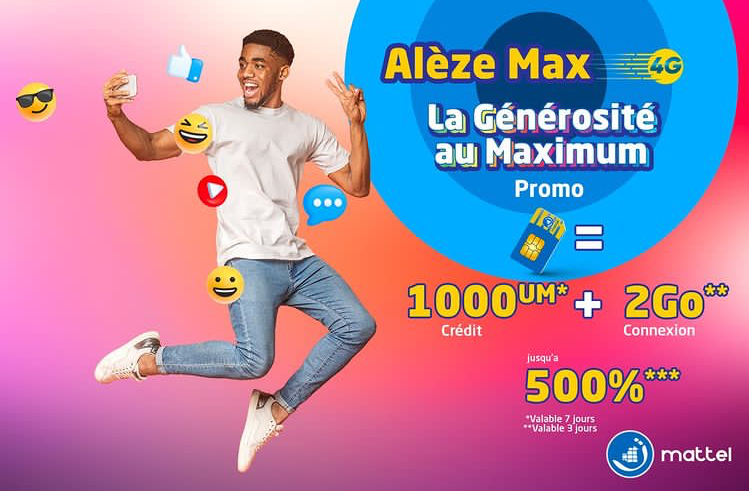 Alèze Max 4G
La Générosité
au Maximum
Promo
=
1000UM* + 2Go**
Crédit Connexion
jusqu'a
500%***
*Valable 7 jours
**Valable 3 jours
mattel